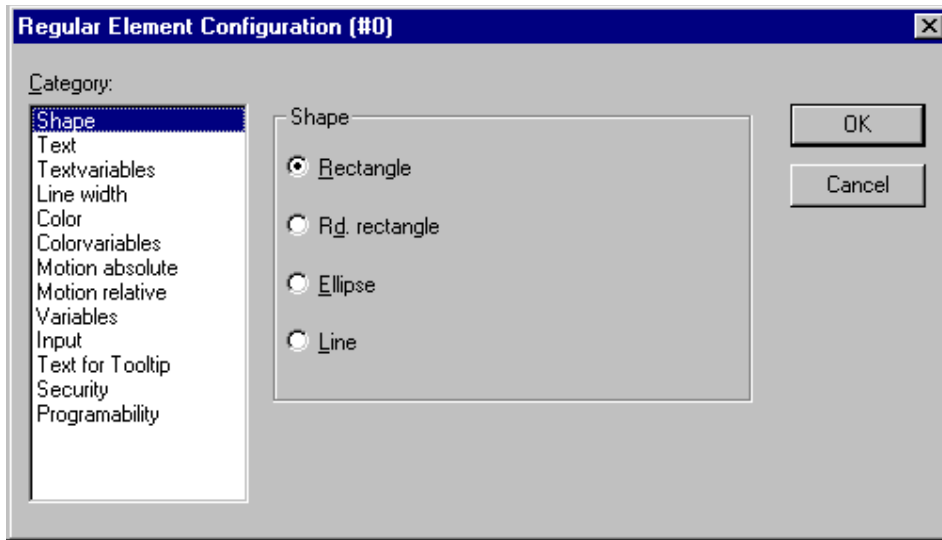 Regular Element Configuration (#0)
Category:
Shape
Text
Textvariables
Line width
Color
Colorvariables
Motion absolute
Motion relative
Variables
Input
Text for Tooltip
Security
Programability
Shape
Rectangle
Rd. rectangle
Ellipse
Line
OK
Cancel